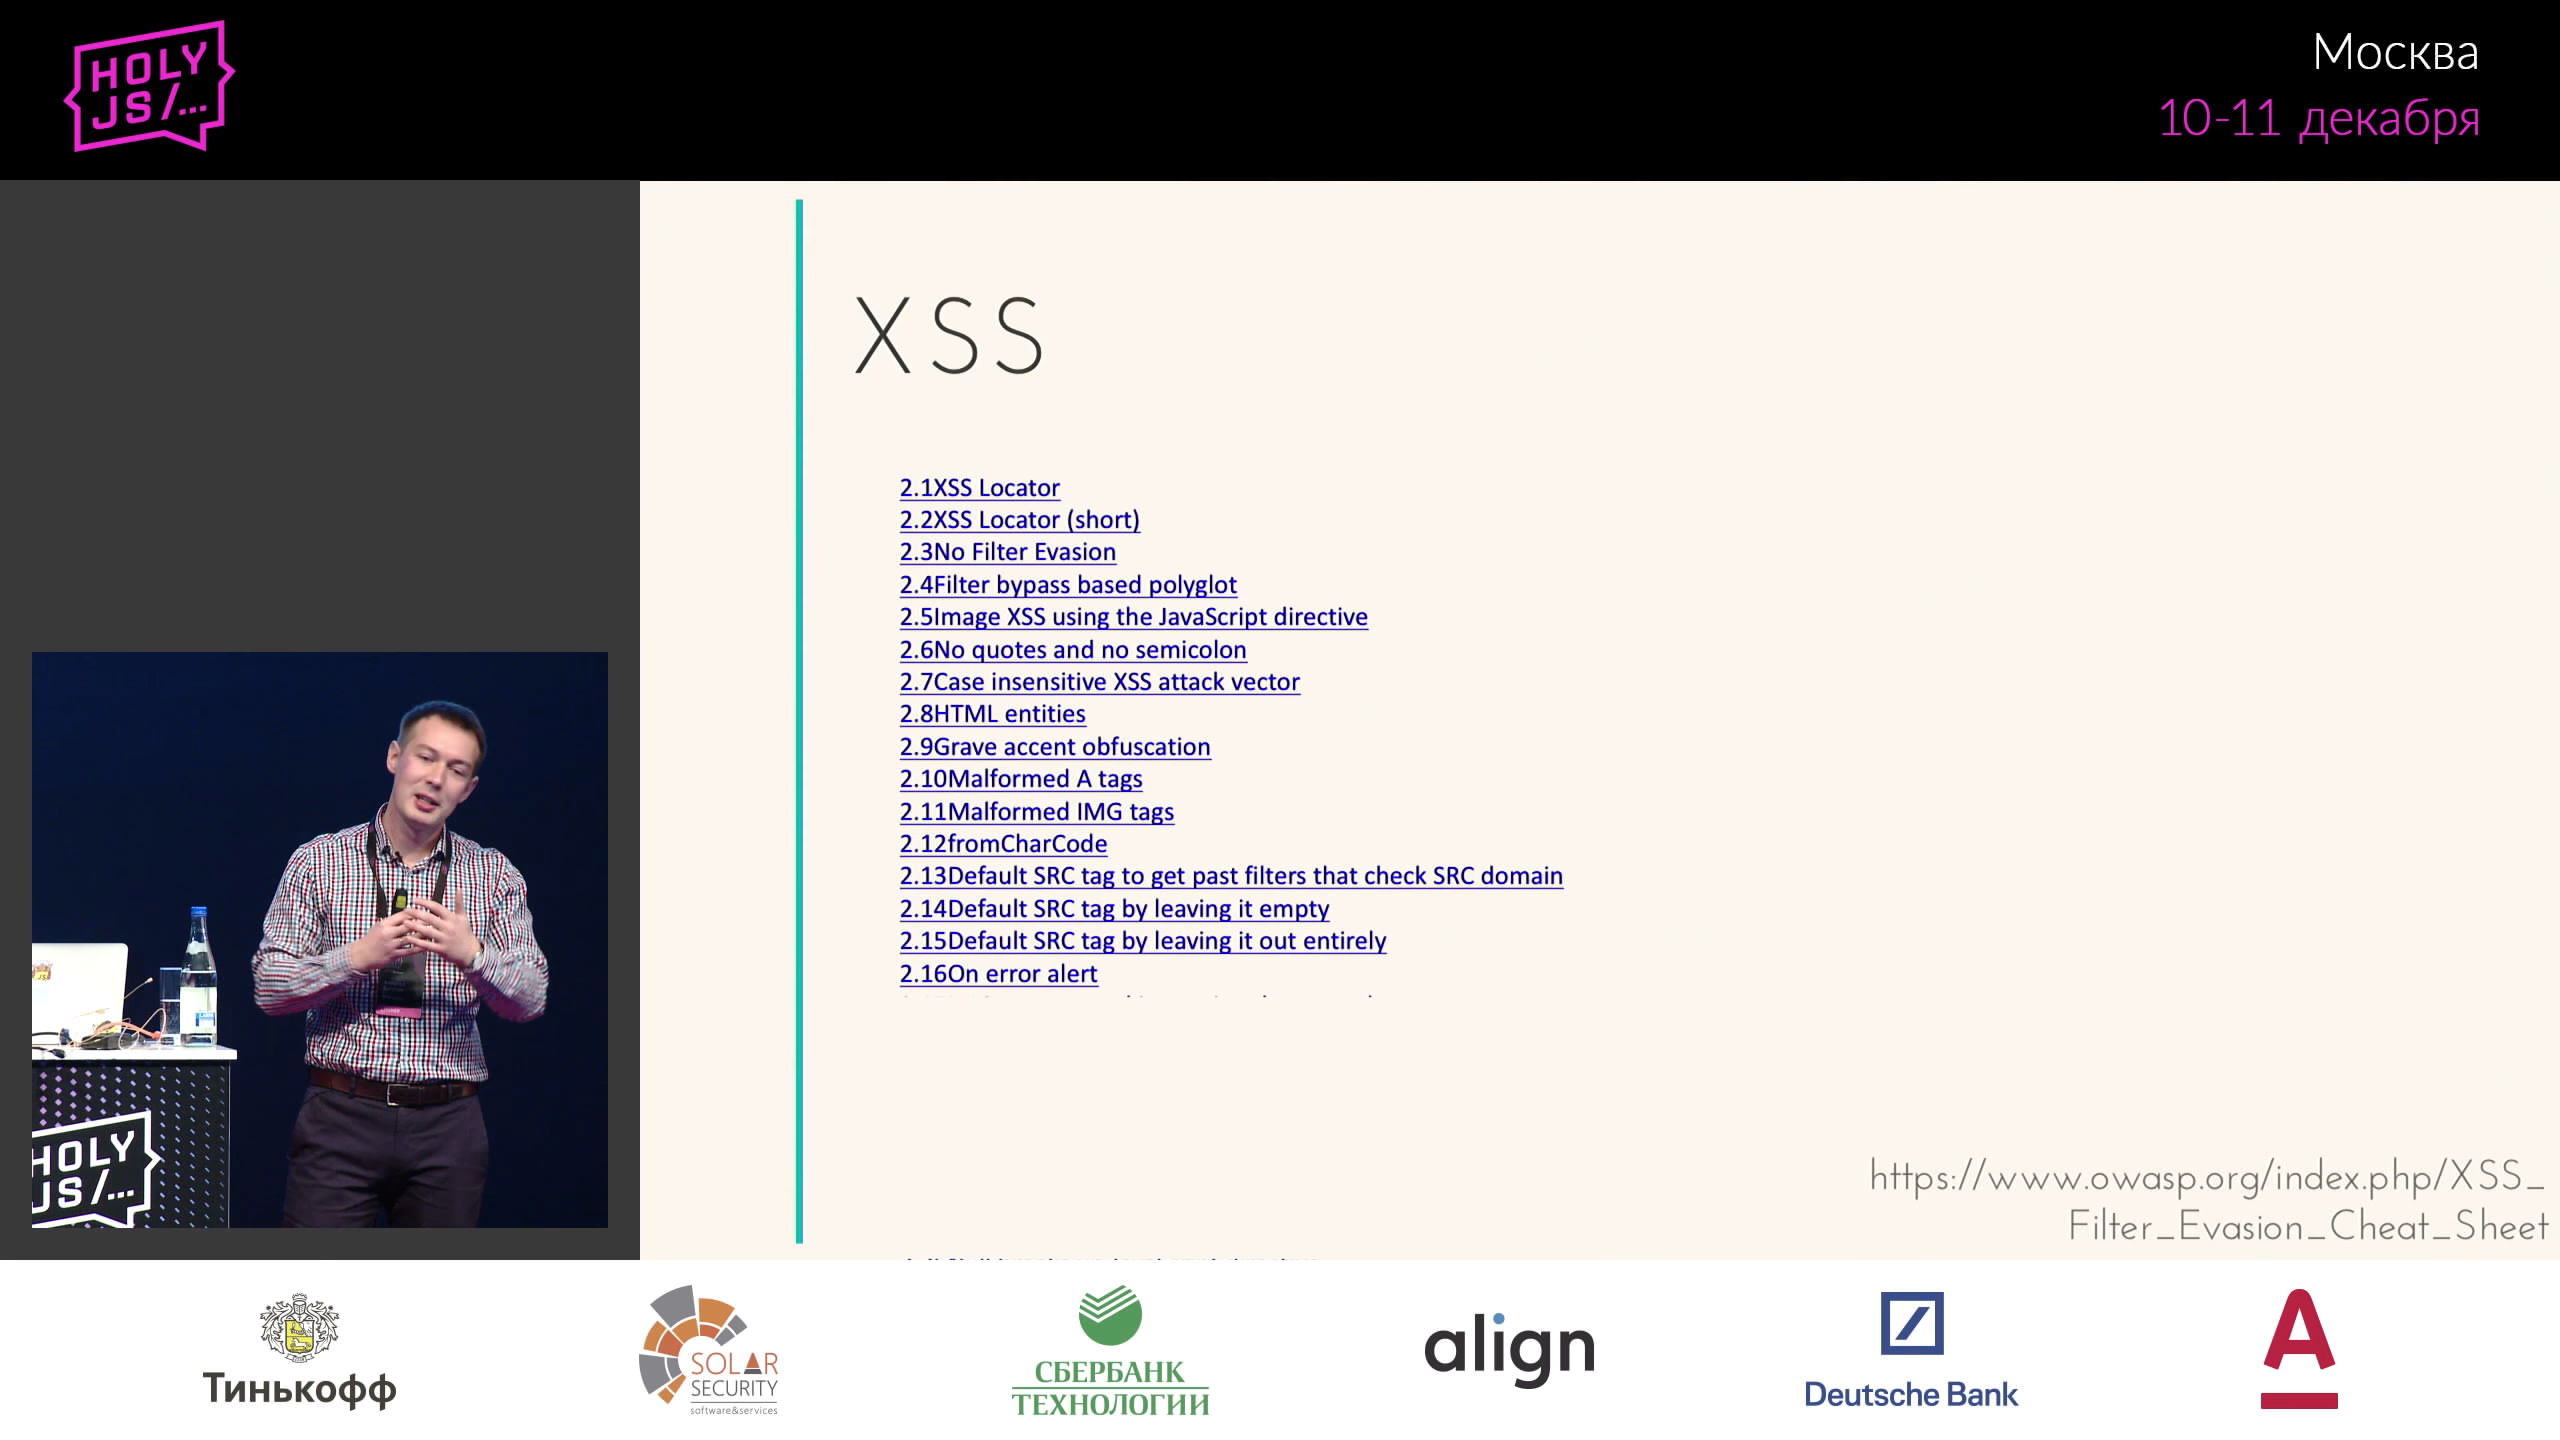 HOLY
JS/...
Москва
10-11 декабря
XSS
2.1XSS Locator
2.2XSS Locator (short)
2.3No Filter Evasion
2.4Filter bypass based polyglot
2.5Image XSS using the JavaScript directive
2.6No quotes and no semicolon
2.7Case insensitive XSS attack vector
2.8HTML entities
2.9Grave accent obfuscation
2.10Malformed A tags
2.11Malformed IMG tags
2.12fromCharCode
2.13Default SRC tag to get past filters that check SRC domain
2.14Default SRC tag by leaving it empty
2.15Default SRC tag by leaving it out entirely
2.16On error alert
https://www.owasp.org/index.php/XSS_
Filter_Evasion_Cheat_Sheet
HOLY
JS/...
Тинькофф
SOLAR
SECURITY
software&services
СБЕРБАНК
ТЕХНОЛОГИИ
align
Deutsche Bank
А